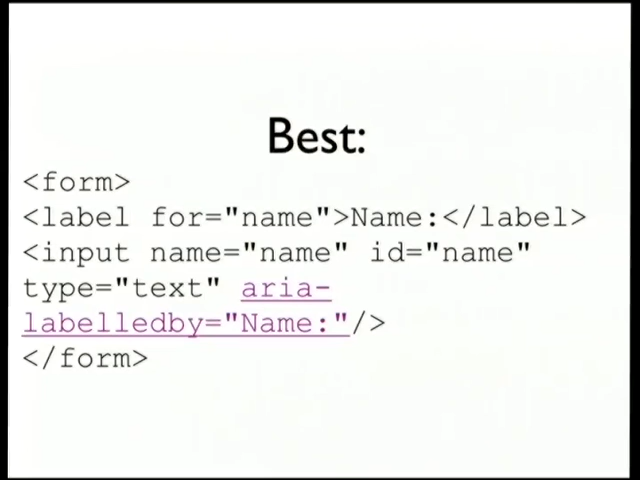 Best:
<form>
<label for="name">Name:</label>
<input name="name" id="name"
type="text" aria-
labelledby="Name:"/>
</form>